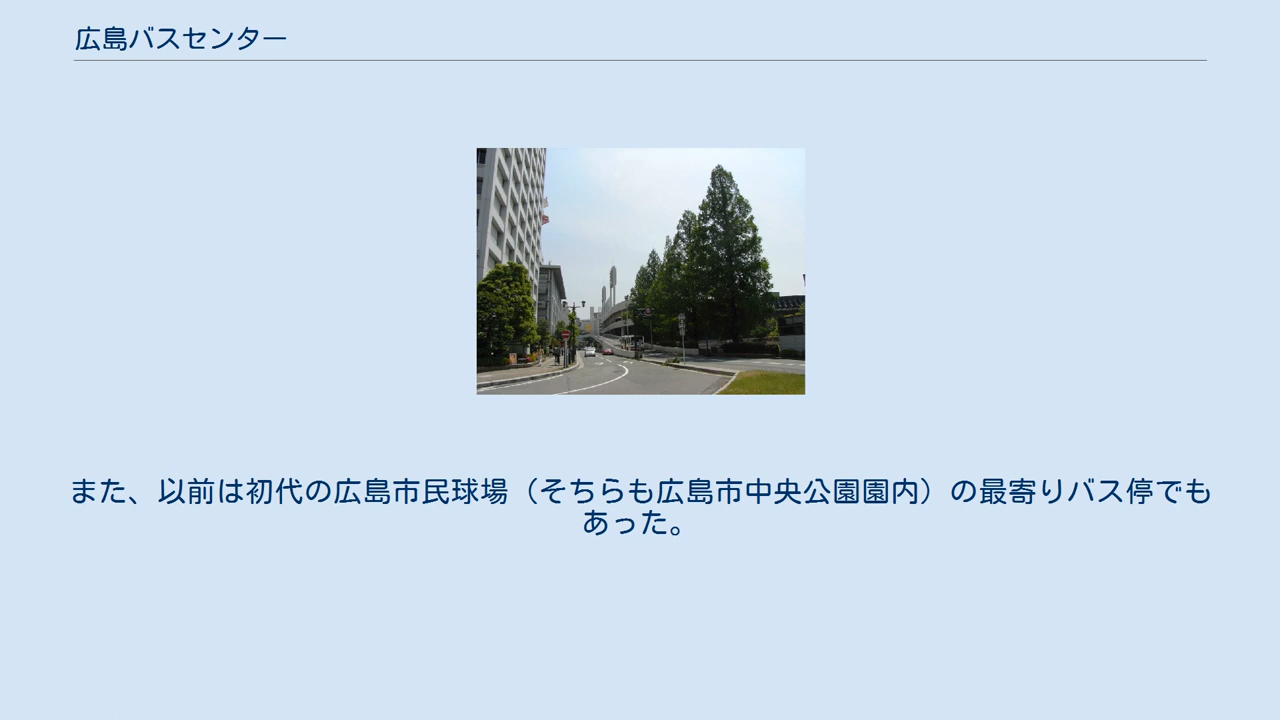 広島バスセンター
また、以前は初代の広島市民球場（そちらも広島市中央公園園内）の最寄りバス停でも
あった。